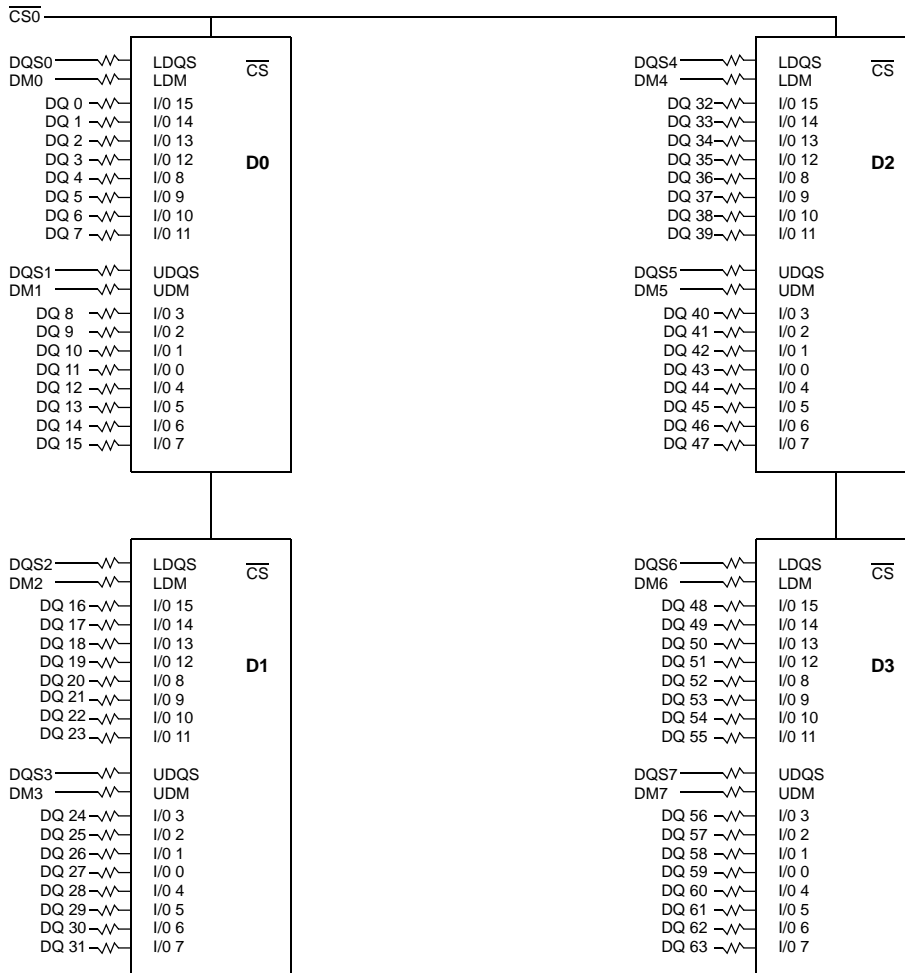 CS0
DQS0 LDQS CS
DM0 LDM
DQ 0 I/0 15
DQ 1 I/0 14
DQ 2 I/0 13
DQ 3 I/0 12 D0
DQ 4 I/0 8
DQ 5 I/0 9
DQ 6 I/0 10
DQ 7 I/0 11
DQS1 UDQS
DM1 UDM
DQ 8 I/0 3
DQ 9 I/0 2
DQ 10 I/0 1
DQ 11 I/0 0
DQ 12 I/0 4
DQ 13 I/0 5
DQ 14 I/0 6
DQ 15 I/0 7
DQS2 LDQS CS
DM2 LDM
DQ 16 I/0 15
DQ 17 I/0 14
DQ 18 I/0 13
DQ 19 I/0 12 D1
DQ 20 I/0 8
DQ 21 I/0 9
DQ 22 I/0 10
DQ 23 I/0 11
DQS3 UDQS
DM3 UDM
DQ 24 I/0 3
DQ 25 I/0 2
DQ 26 I/0 1
DQ 27 I/0 0
DQ 28 I/0 4
DQ 29 I/0 5
DQ 30 I/0 6
DQ 31 I/0 7
DQS4 LDQS CS
DM4 LDM
DQ 32 I/0 15
DQ 33 I/0 14
DQ 34 I/0 13
DQ 35 I/0 12 D2
DQ 36 I/0 8
DQ 37 I/0 9
DQ 38 I/0 10
DQ 39 I/0 11
DQS5 UDQS
DM5 UDM
DQ 40 I/0 3
DQ 41 I/0 2
DQ 42 I/0 1
DQ 43 I/0 0
DQ 44 I/0 4
DQ 45 I/0 5
DQ 46 I/0 6
DQ 47 I/0 7
DQS6 LDQS CS
DM6 LDM
DQ 48 I/0 15
DQ 49 I/0 14
DQ 50 I/0 13
DQ 51 I/0 12 D3
DQ 52 I/0 8
DQ 53 I/0 9
DQ 54 I/0 10
DQ 55 I/0 11
DQS7 UDQS
DM7 UDM
DQ 56 I/0 3
DQ 57 I/0 2
DQ 58 I/0 1
DQ 59 I/0 0
DQ 60 I/0 4
DQ 61 I/0 5
DQ 62 I/0 6
DQ 63 I/0 7